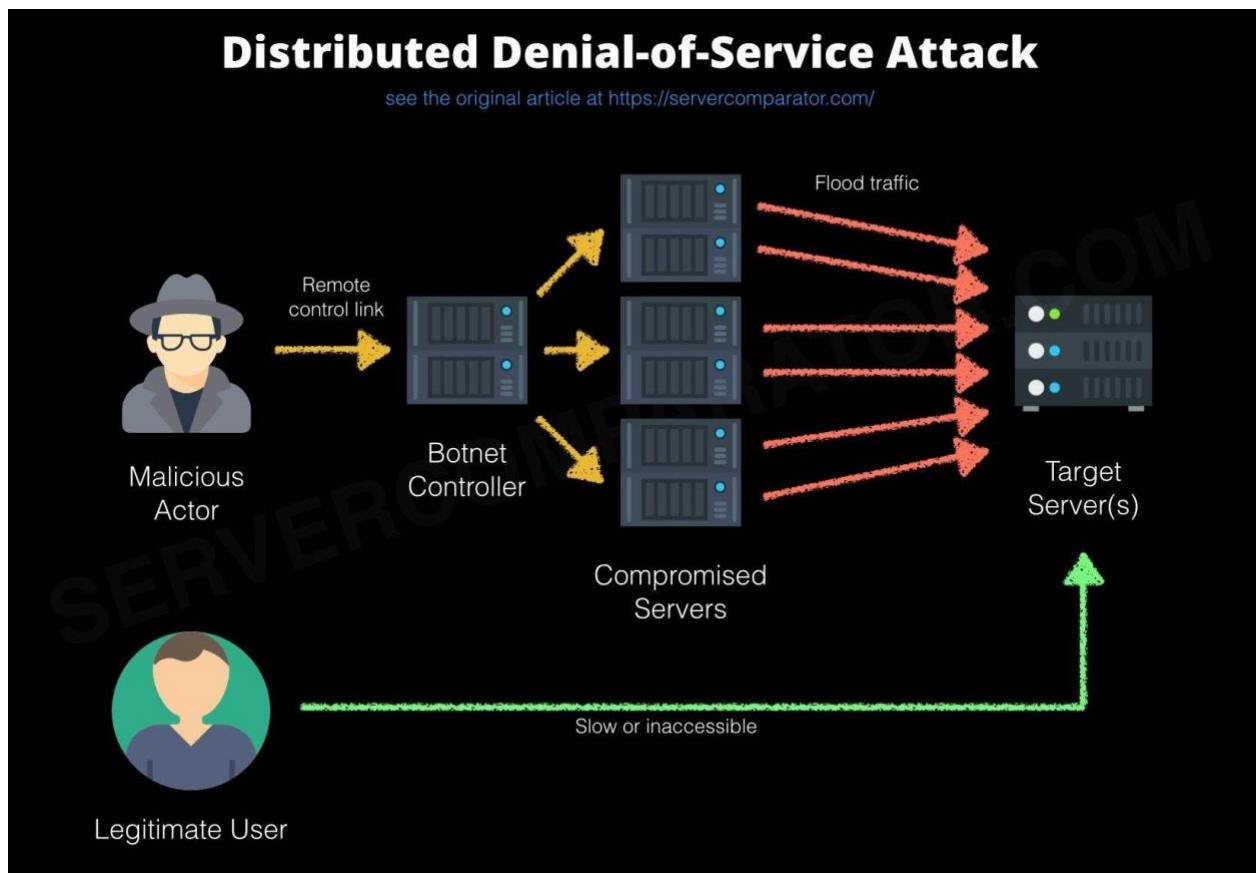 Distributed Denial-of-Service Attack
see the original article at https://servercomparator.com/
Flood traffic
Remote
control link
Malicious
Actor
Botnet
Controller
Compromised
Servers
Target
Server(s)
Slow or inaccessible
Legitimate User
SERVERCOMPARATOR.COM